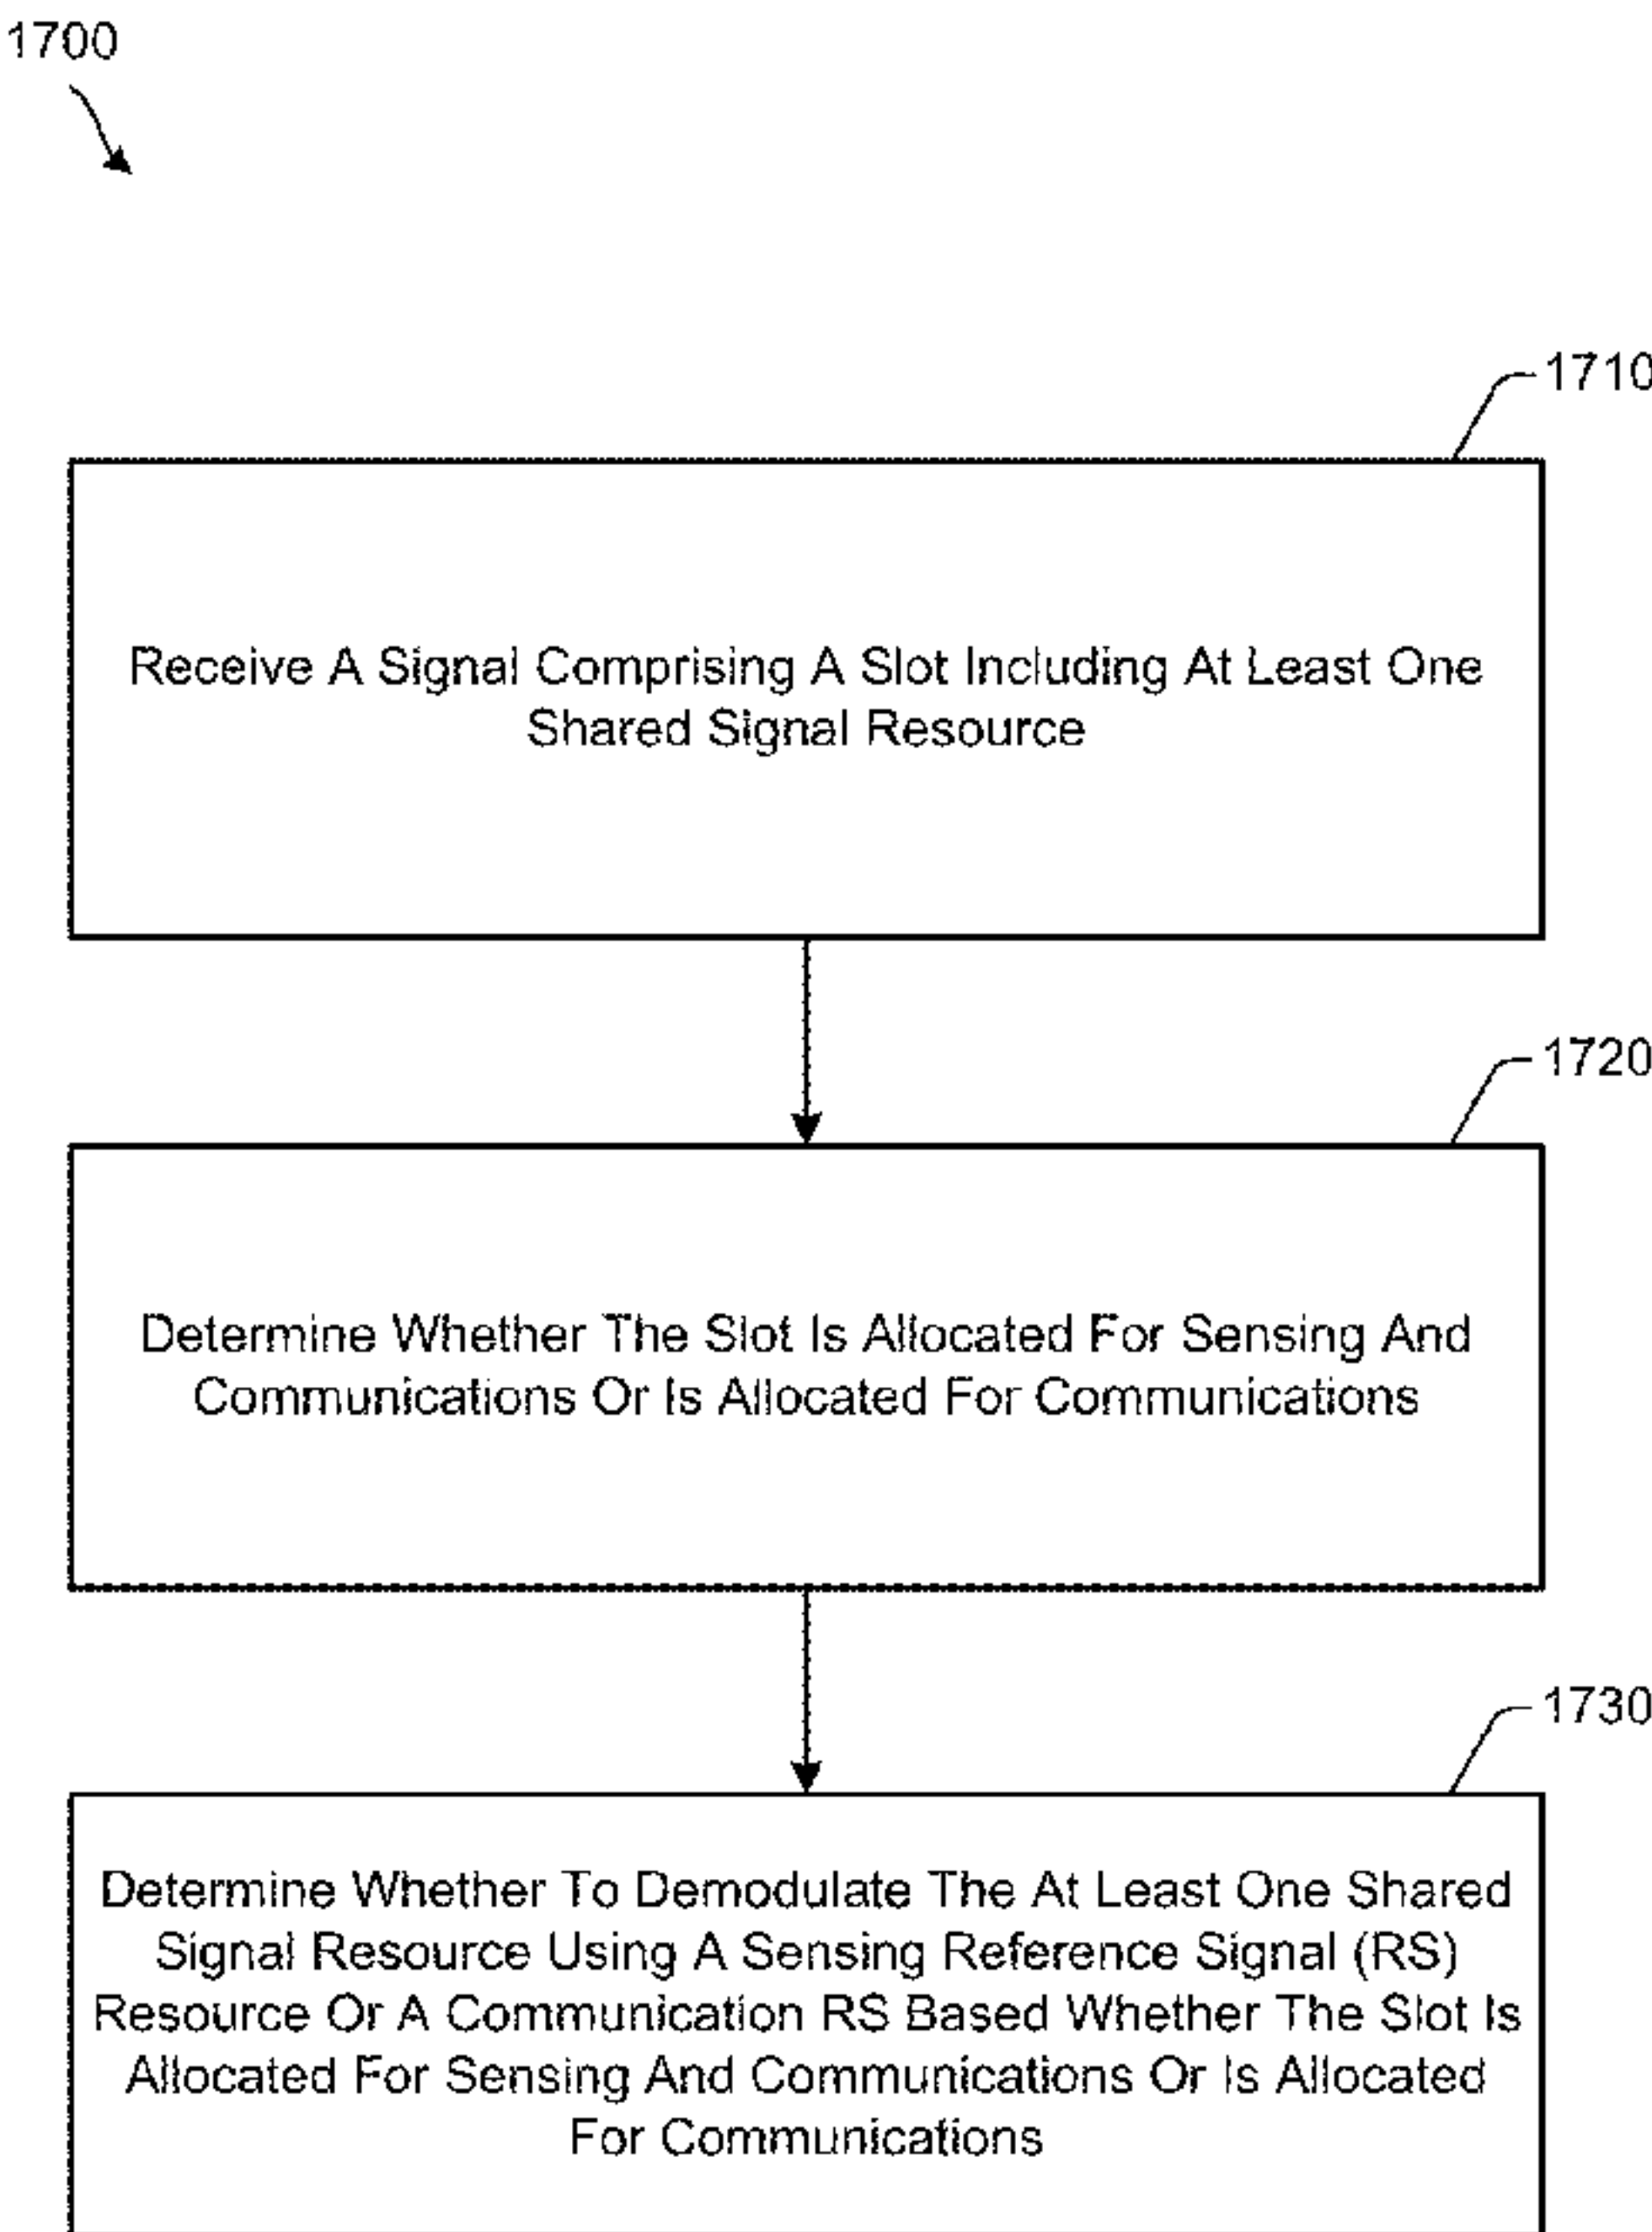 1700
1710
Receive A Signal Comprising A Slot Including At Least One
Shared Signal Resource
1720
Determine Whether The Slot Is Allocated For Sensing And
Communications Or Is Allocated For Communications
1730
Determine Whether To Demodulate The At Least One Shared
Signal Resource Using A Sensing Reference Signal (RS)
Resource Or A Communication RS Based Whether The Slot Is
Allocated For Sensing And Communications Or Is Allocated
For Communications